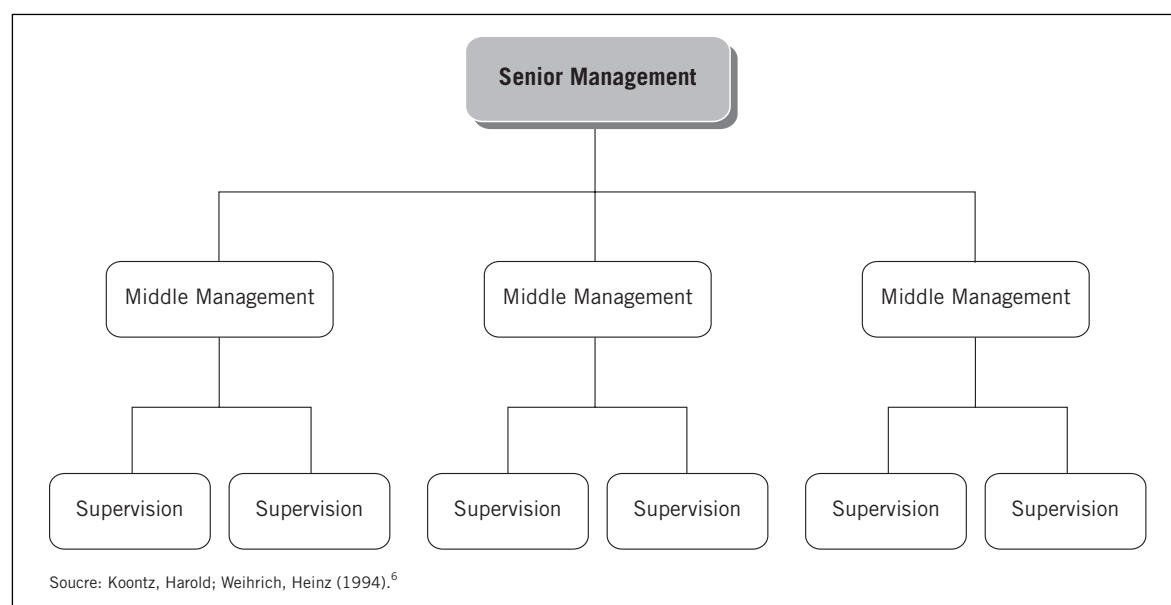 Senior Management
Middle Management
Middle Management
Middle Management
Supervision
Supervision
Supervision
Supervision
Supervision
Supervision
Soucre: Koontz, Harold; Weihrich, Heinz (1994).6